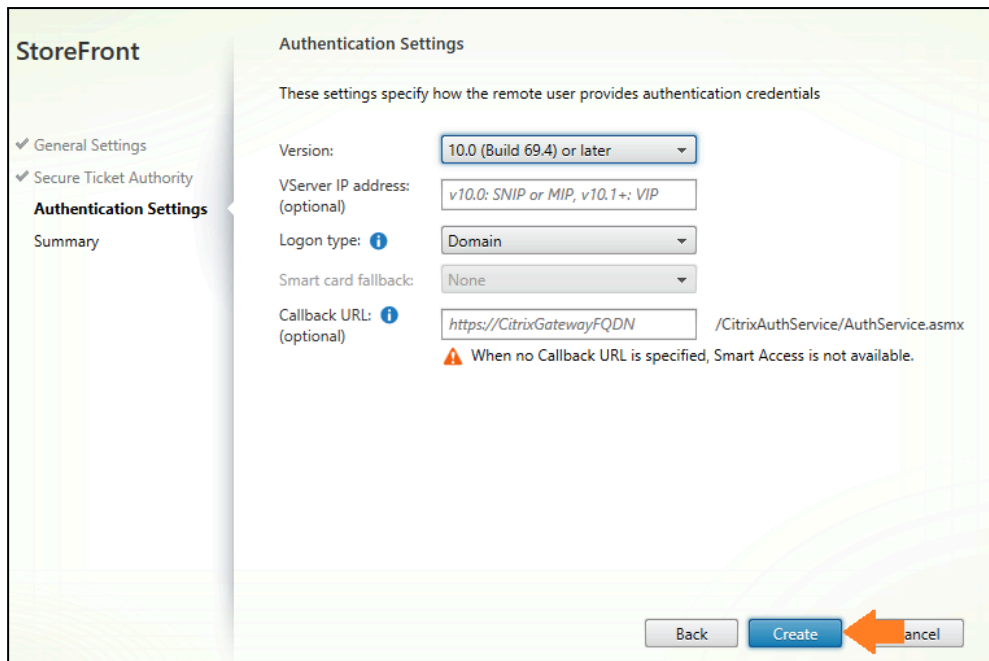 StoreFront
General Settings
Secure Ticket Authority
Authentication Settings
Summary
Authentication Settings
These settings specify how the remote user provides authentication credentials
Version: 10.0 (Build 69.4) or later
VServer IP address: v10.0: SNIP or MIP, v10.1+: VIP
(optional)
Logon type: Domain
Smart card fallback: None
Callback URL: https://CitrixGatewayFQDN /CitrixAuthService/AuthService.asmx
(optional)
When no Callback URL is specified, Smart Access is not available.
Back Create ancel